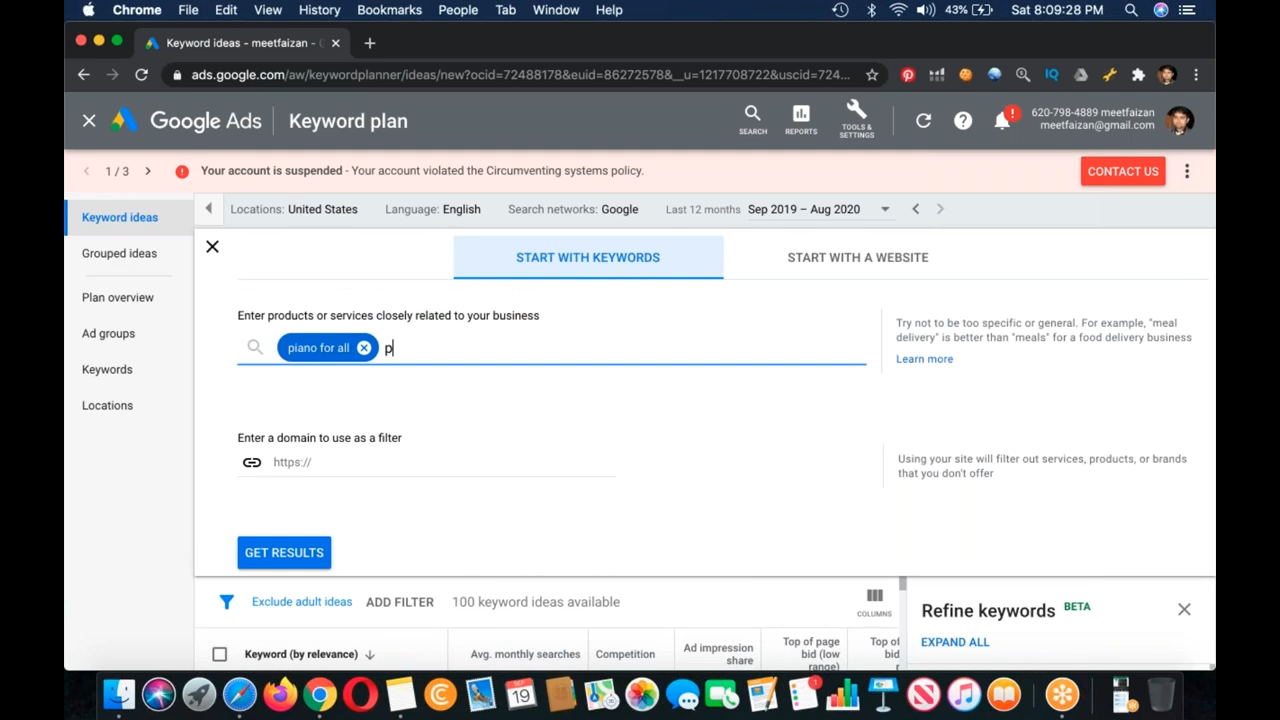 Chrome File Edit View History Bookmarks People Tab Window Help 43% Sat 8:09:28 PM
Keyword ideas - meetfaizan -
ads.google.com/aw/keywordplanner/ideas/new?ocid=72488178&euid=86272578&__u=1217708722&uscid=724...
Google Ads Keyword plan
SEARCH REPORTS TOOLS & SETTINGS
620-798-4889 meetfaizan
meetfaizan@gmail.com
1 / 3 Your account is suspended - Your account violated the Circumventing systems policy. CONTACT US
Keyword ideas
Grouped ideas
Plan overview
Ad groups
Keywords
Locations
Locations: United States Language: English Search networks: Google Last 12 months Sep 2019 – Aug 2020
START WITH KEYWORDS START WITH A WEBSITE
Enter products or services closely related to your business
piano for all p
Try not to be too specific or general. For example, "meal
delivery" is better than "meals" for a food delivery business
Learn more
Enter a domain to use as a filter
https://
Using your site will filter out services, products, or brands
that you don't offer
GET RESULTS
Exclude adult ideas ADD FILTER 100 keyword ideas available
COLUMNS
Refine keywords BETA
EXPAND ALL
Keyword (by relevance) Avg. monthly searches Competition
Ad impression
share
Top of page
bid (low
range)
Top of
bid
19